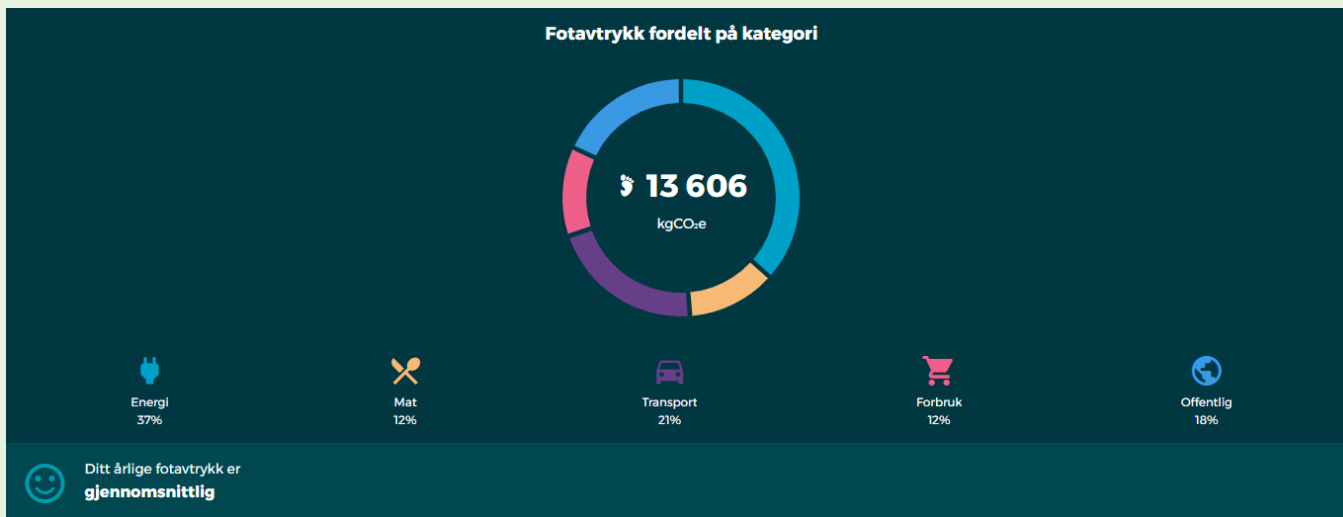 Fotavtrykk fordelt på kategori
13 606
kgCO₂e
Energi
37%
Mat
12%
Transport
21%
Forbruk
12%
Offentlig
18%
Ditt årlige fotavtrykk er
gjennomsnittlig